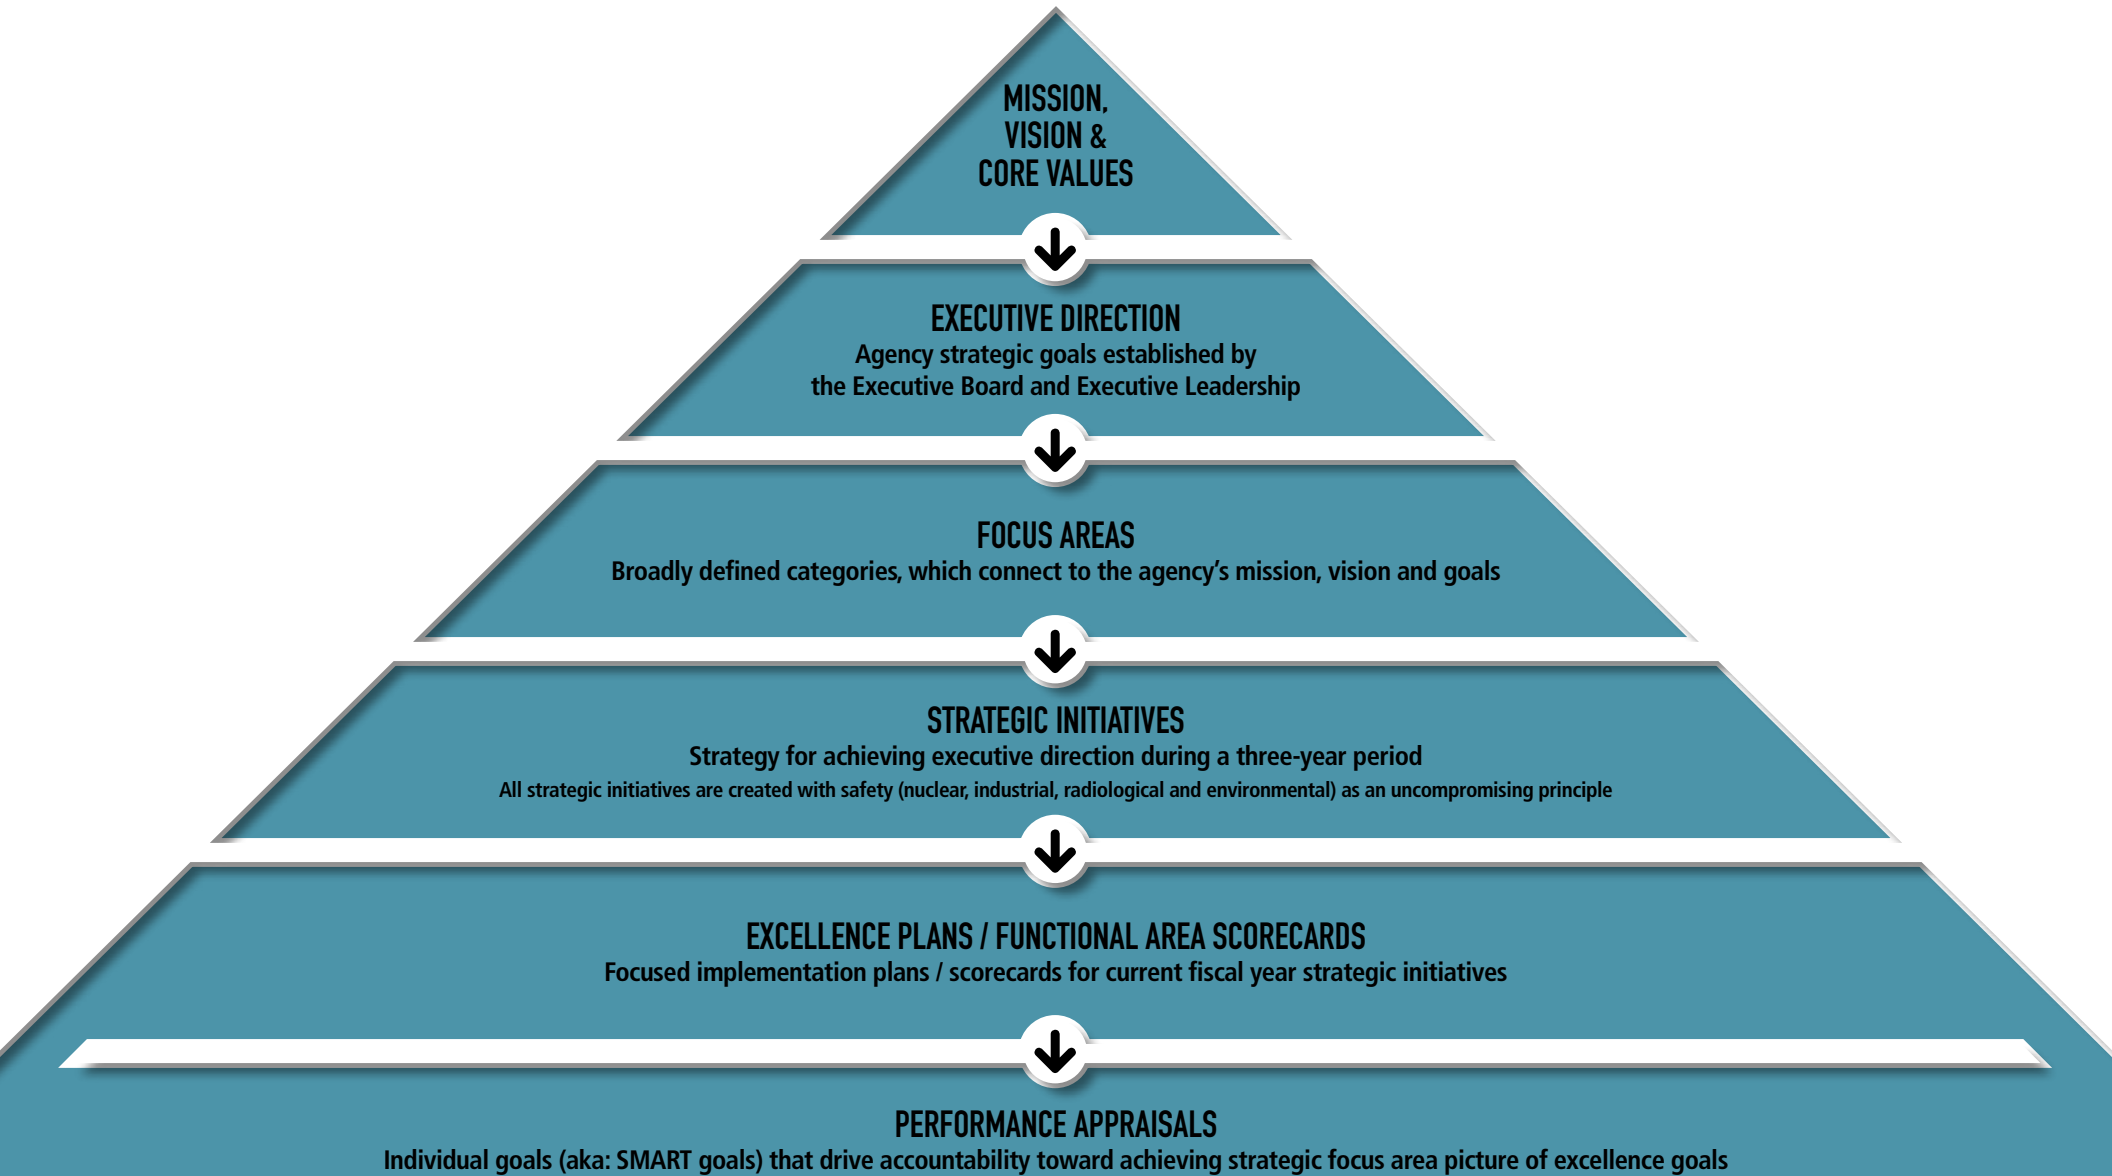 MISSION,
VISION &
CORE VALUES
EXECUTIVE DIRECTION
Agency strategic goals established by
the Executive Board and Executive Leadership
FOCUS AREAS
Broadly defined categories, which connect to the agency’s mission, vision and goals
STRATEGIC INITIATIVES
Strategy for achieving executive direction during a three-year period
All strategic initiatives are created with safety (nuclear, industrial, radiological and environmental) as an uncompromising principle
EXCELLENCE PLANS / FUNCTIONAL AREA SCORECARDS
Focused implementation plans / scorecards for current fiscal year strategic initiatives
PERFORMANCE APPRAISALS
Individual goals (aka: SMART goals) that drive accountability toward achieving strategic focus area picture of excellence goals